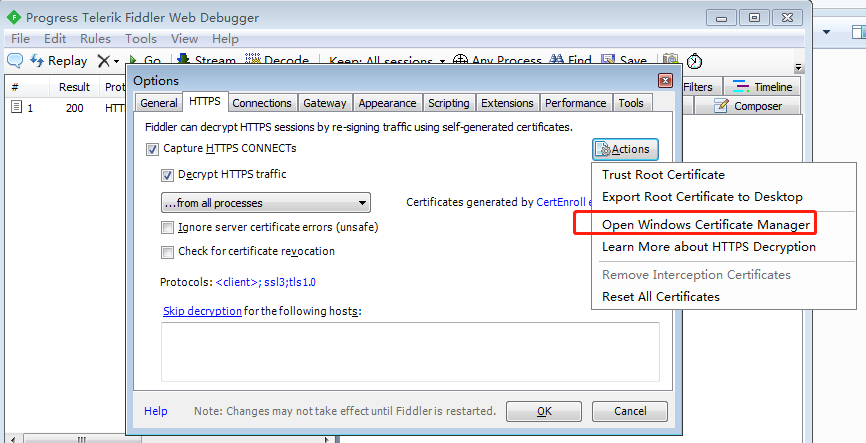 Progress Telerik Fiddler Web Debugger
File Edit Rules Tools View Help
Replay Go Stream Decode Keep: All sessions Any Process Find Save
# Result
1 200
Filters Timeline
Composer
Options
General HTTPS Connections Gateway Appearance Scripting Extensions Performance Tools
Fiddler can decrypt HTTPS sessions by re-signing traffic using self-generated certificates.
Capture HTTPS CONNECTs
Actions
Decrypt HTTPS traffic
...from all processes
Certificates generated by CertEnroll
Ignore server certificate errors (unsafe)
Check for certificate revocation
Protocols: <client>; ssl3;tls1.0
Skip decryption for the following hosts:
Trust Root Certificate
Export Root Certificate to Desktop
Open Windows Certificate Manager
Learn More about HTTPS Decryption
Remove Interception Certificates
Reset All Certificates
Help Note: Changes may not take effect until Fiddler is restarted. OK Cancel